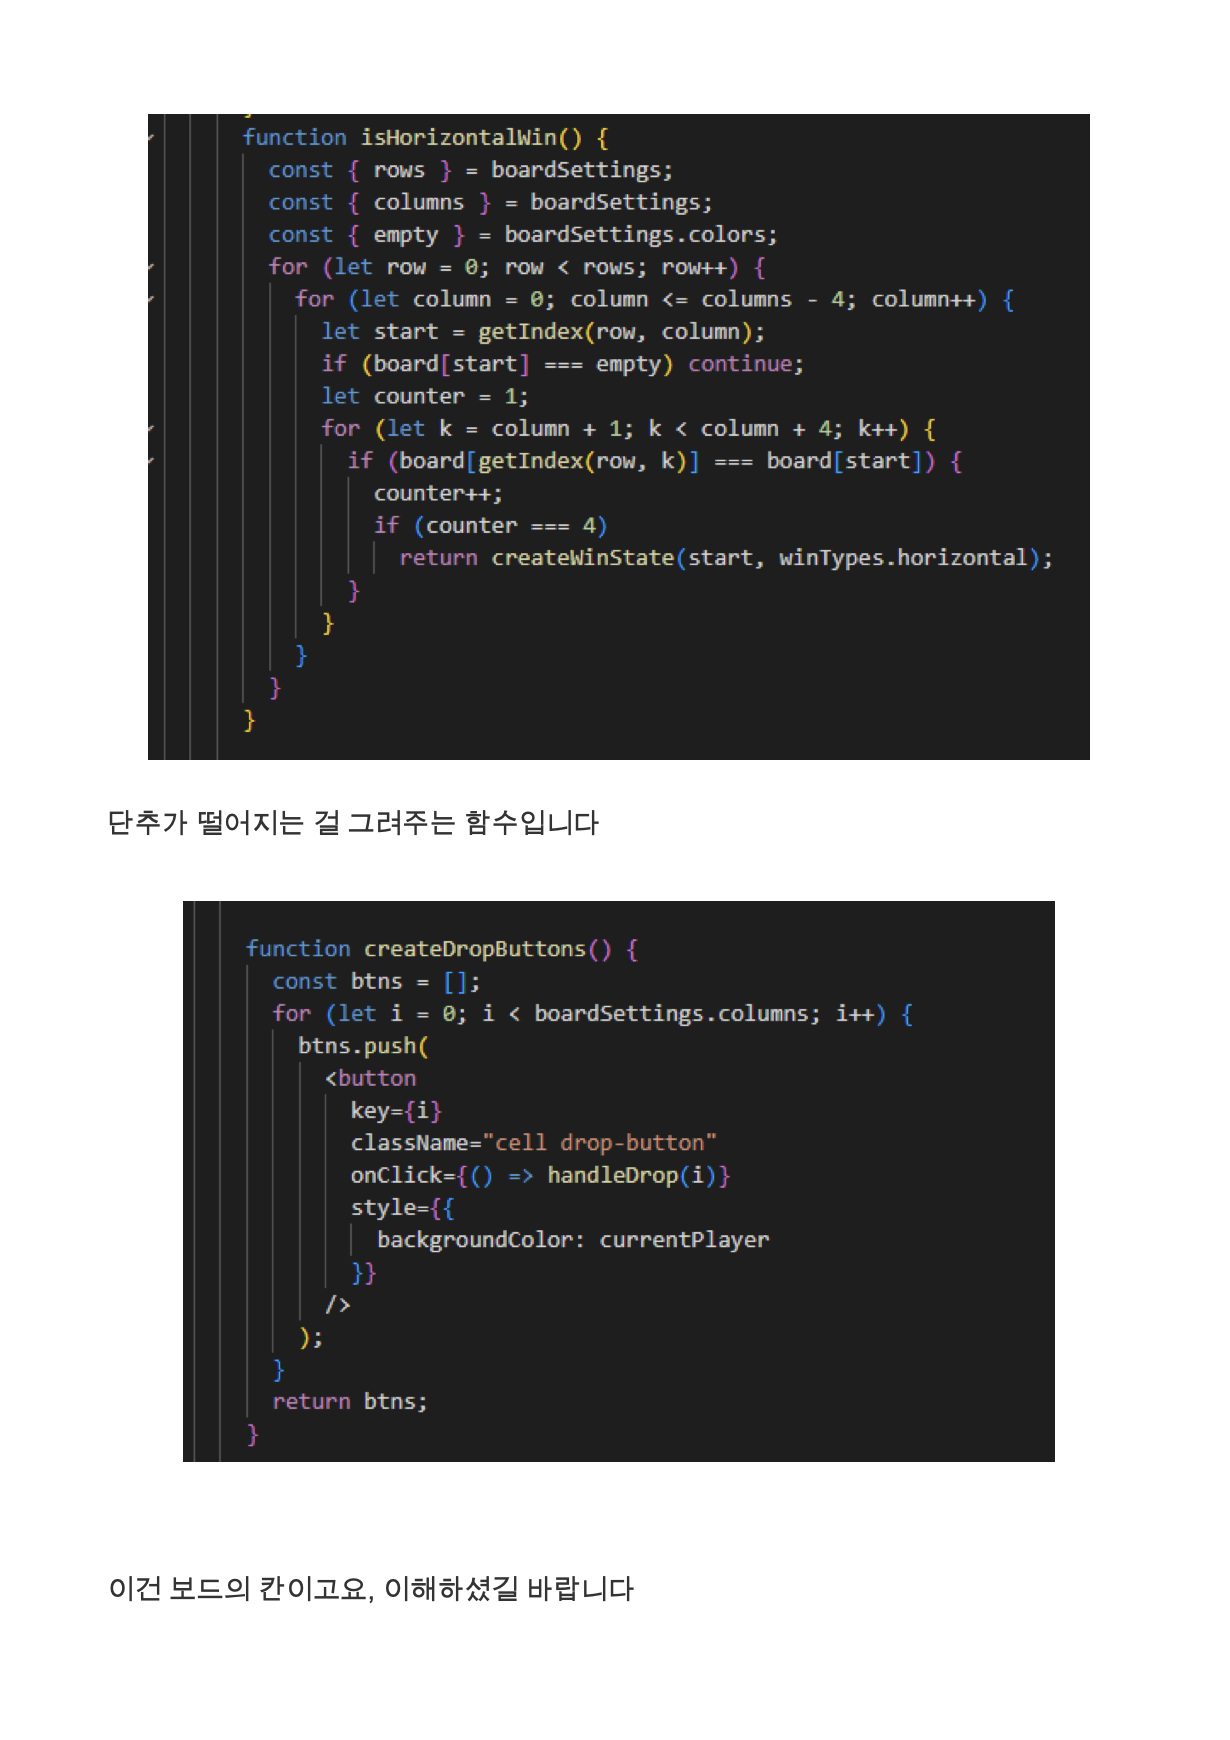 function isHorizontalWin() {
const { rows } = boardSettings;
const { columns } = boardSettings;
const { empty } = boardSettings.colors;
for (let row = 0; row < rows; row++) {
for (let column = 0; column <= columns - 4; column++) {
let start = getIndex(row, column);
if (board[start] === empty) continue;
let counter = 1;
for (let k = column + 1; k < column + 4; k++) {
if (board[getIndex(row, k)] === board[start]) {
counter++;
if (counter === 4)
return createWinState(start, winTypes.horizontal);
}
}
}
}
}
단추가 떨어지는 걸 그려주는 함수입니다
function createDropButtons() {
const btns = [];
for (let i = 0; i < boardSettings.columns; i++) {
btns.push(
<button
key={i}
className="cell drop-button"
onClick={() => handleDrop(i)}
style={{
backgroundColor: currentPlayer
}}
/>
);
}
return btns;
}
이건 보드의 칸이고요, 이해하셨길 바랍니다